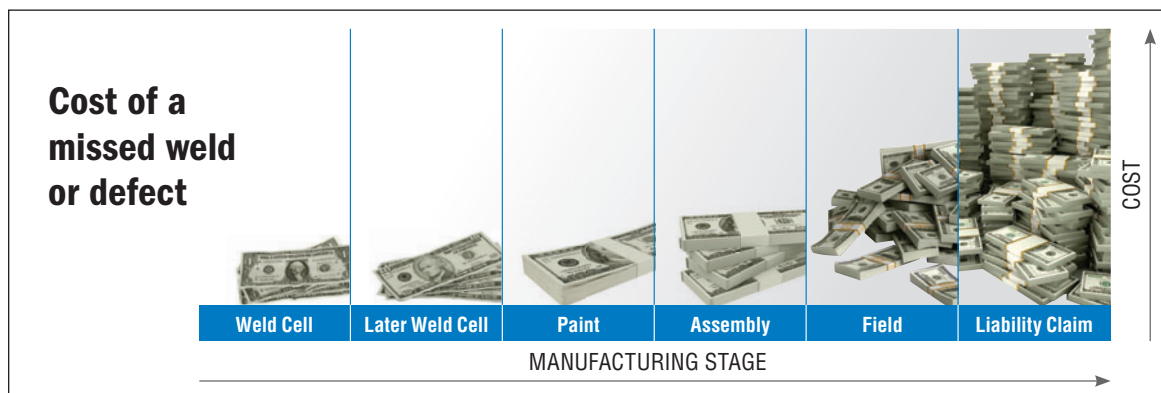 Cost of a
missed weld
or defect
COST
Weld Cell
Later Weld Cell
Paint
Assembly
Field
Liability Claim
MANUFACTURING STAGE